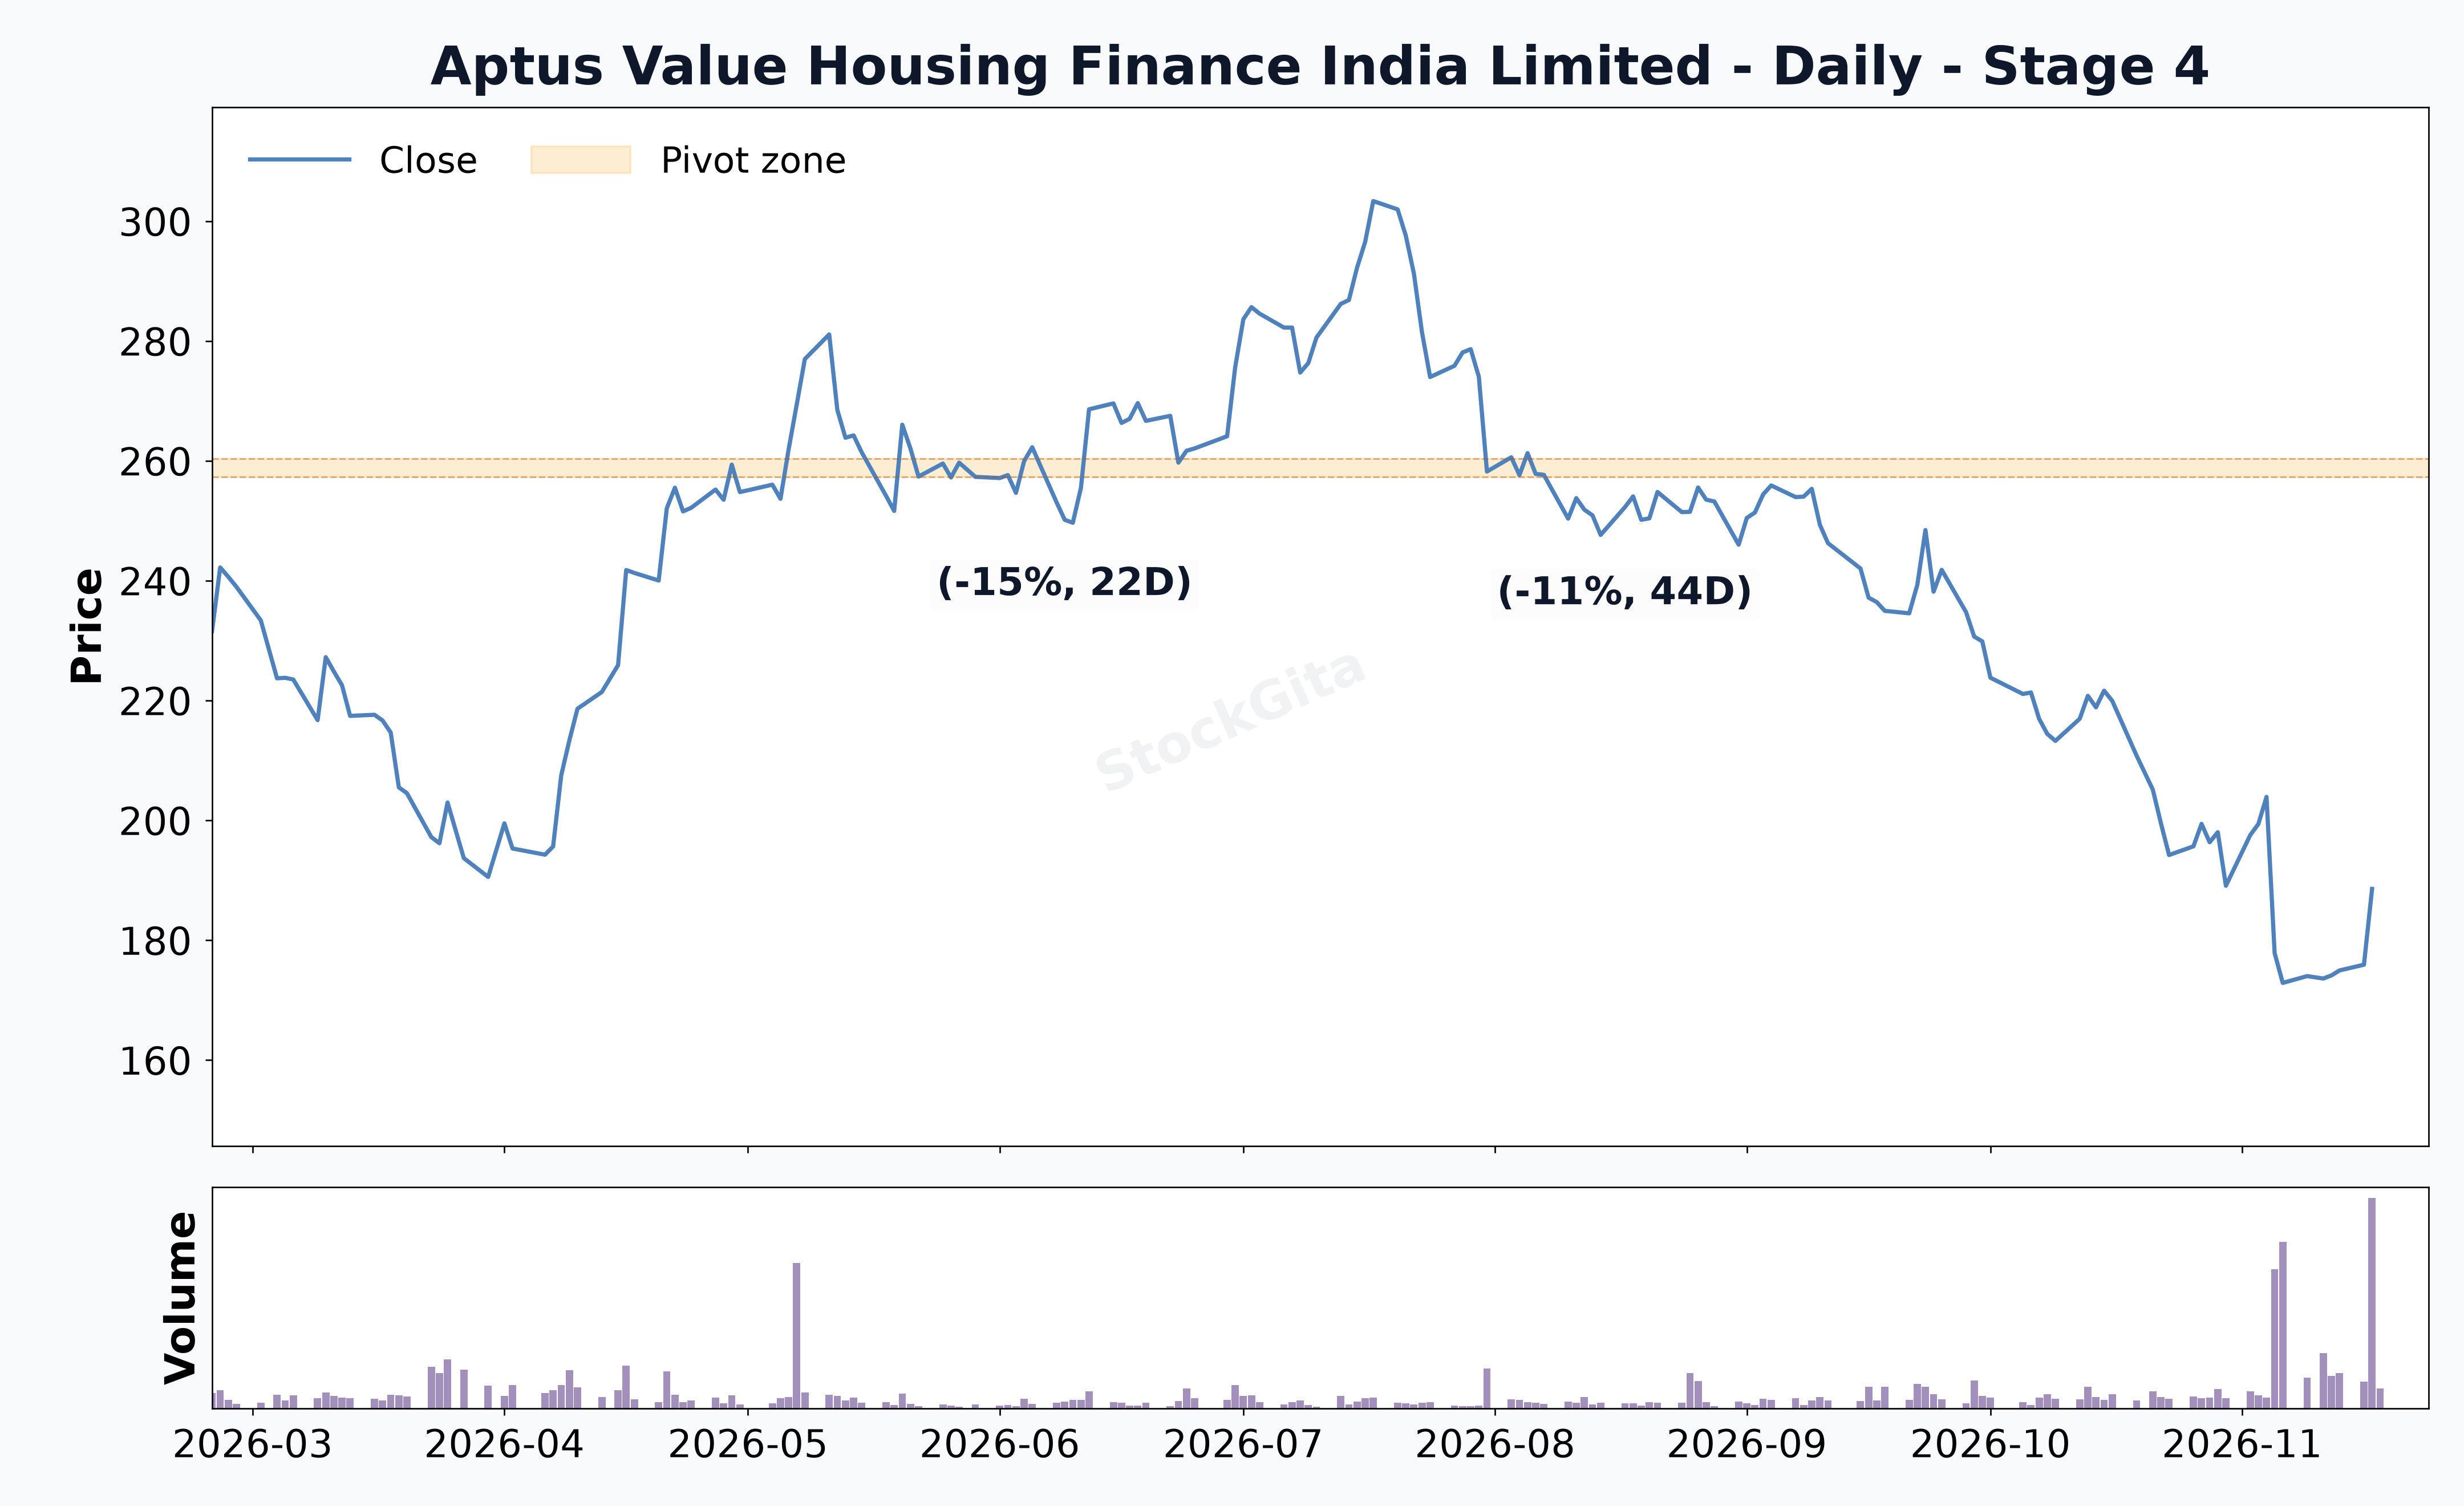 Aptus Value Housing Finance India Limited - Daily - Stage 4
Close
Pivot zone
Price
300
280
260
240
220
200
180
160
(-15%, 22D)
(-11%, 44D)
StockGita
Volume
2026-03
2026-04
2026-05
2026-06
2026-07
2026-08
2026-09
2026-10
2026-11